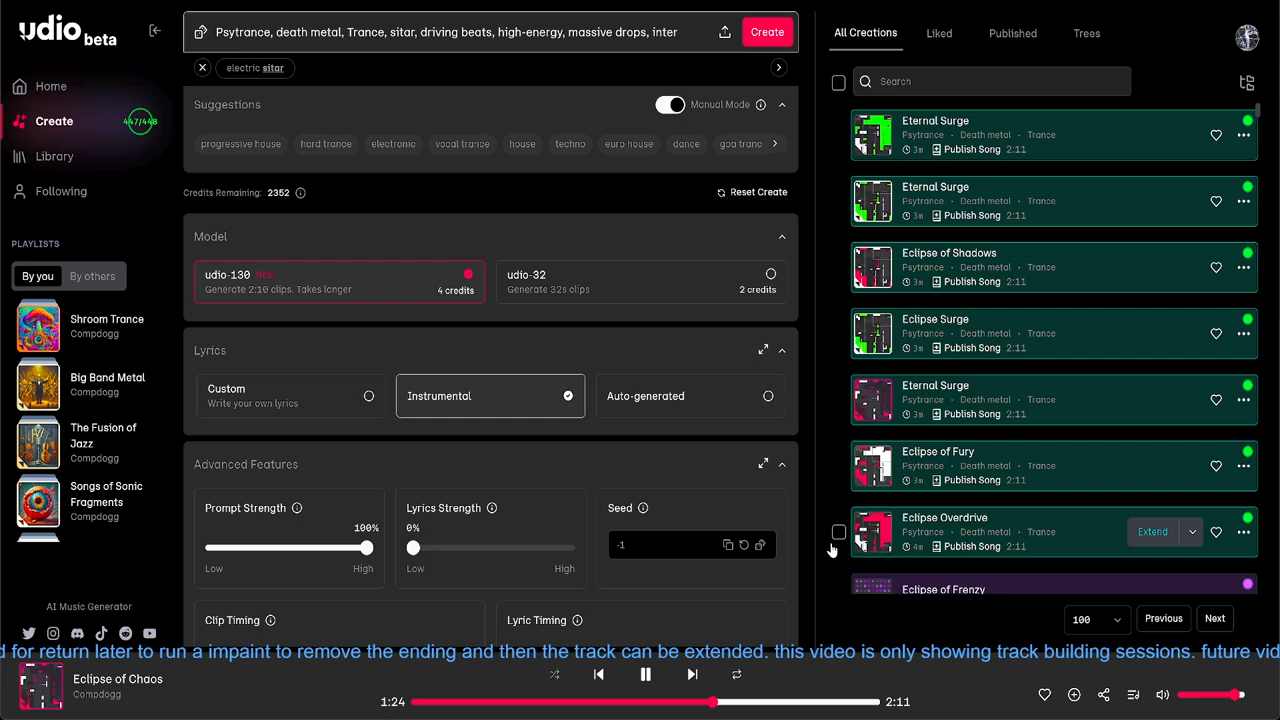 udio beta
Home
Create
447/448
Library
Following
PLAYLISTS
By you
By others
Shroom Trance
Compdogg
Big Band Metal
Compdogg
The Fusion of
Jazz
Compdogg
Songs of Sonic
Fragments
Compdogg
AI Music Generator
Psytrance, death metal, Trance, sitar, driving beats, high-energy, massive drops, inter
Create
electric sitar
Suggestions
Manual Mode
progressive house
hard trance
electronic
vocal trance
house
techno
euro house
dance
goa tranc
Credits Remaining: 2352
Reset Create
Model
udio-130 New
Generate 2:10 clips. Takes longer
4 credits
udio-32
Generate 32s clips
2 credits
Lyrics
Custom
Write your own lyrics
Instrumental
Auto-generated
Advanced Features
Prompt Strength
100%
Low
High
Lyrics Strength
0%
Low
High
Seed
-1
Clip Timing
Lyric Timing
All Creations
Liked
Published
Trees
Search
Eternal Surge
Psytrance • Death metal • Trance
3m Publish Song 2:11
Eternal Surge
Psytrance • Death metal • Trance
3m Publish Song 2:11
Eclipse of Shadows
Psytrance • Death metal • Trance
3m Publish Song 2:11
Eclipse Surge
Psytrance • Death metal • Trance
3m Publish Song 2:11
Eternal Surge
Psytrance • Death metal • Trance
3m Publish Song 2:11
Eclipse of Fury
Psytrance • Death metal • Trance
3m Publish Song 2:11
Eclipse Overdrive
Psytrance • Death metal • Trance
4m Publish Song 2:11
Extend
Eclipse of Frenzy
100
Previous
Next
d for return later to run a impaint to remove the ending and then the track can be extended. this video is only showing track building sessions. future vid
Eclipse of Chaos
Compdogg
1:24
2:11